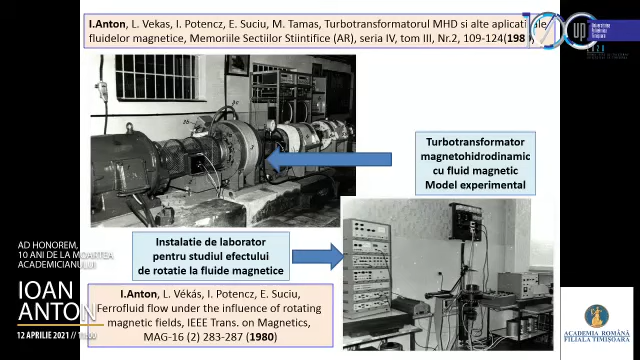 I.Anton, L. Vekas, I. Potencz, E. Suciu, M. Tamas, Turbotransformatorul MHD si alte aplicatii ale
fluidelor magnetice, Memoriile Sectiilor Stiintifice (AR), seria IV, tom III, Nr.2, 109-124(198
up
Turbotransformator
magnetohidrodinamic
cu fluid magnetic
Model experimental
Instalatie de laborator
pentru studiul efectului
de rotatie la fluide magnetice
AD HONOREM,
10 ANI DE LA MOARTEA
ACADEMICIANULUI
IOAN
ANTON
12 APRILIE 2021 //
I.Anton, L. Vékás, I. Potencz, E. Suciu,
Ferrofluid flow under the influence of rotating
magnetic fields, IEEE Trans. on Magnetics,
MAG-16 (2) 283-287 (1980)
ACADEMIA ROMÂNĂ
FILIALA TIMIȘOARA